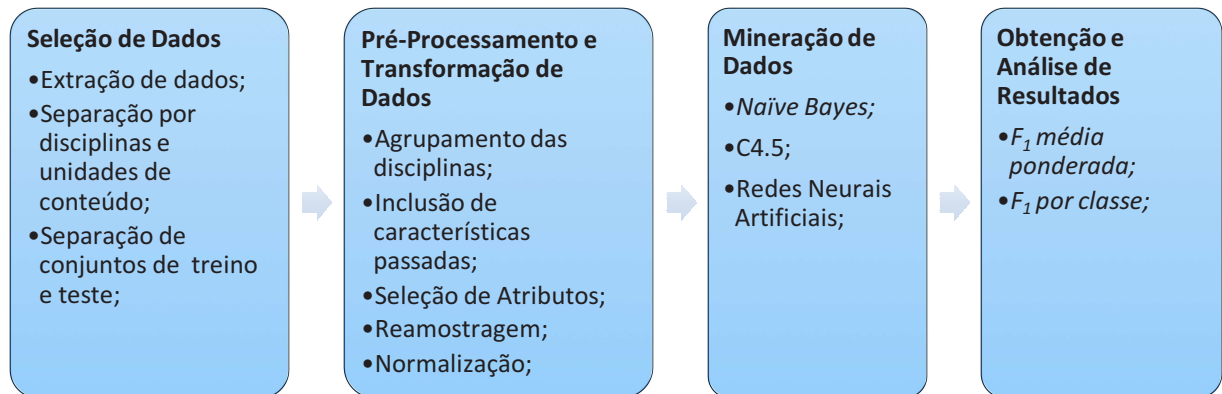 Seleção de Dados
•Extração de dados;
•Separação por
disciplinas e
unidades de
conteúdo;
•Separação de
conjuntos de treino
e teste;
Pré-Processamento e
Transformação de
Dados
•Agrupamento das
disciplinas;
•Inclusão de
características
passadas;
•Seleção de Atributos;
•Reamostragem;
•Normalização;
Mineração de
Dados
•Naïve Bayes;
•C4.5;
•Redes Neurais
Artificiais;
Obtenção e
Análise de
Resultados
•F₁ média
ponderada;
•F₁ por classe;